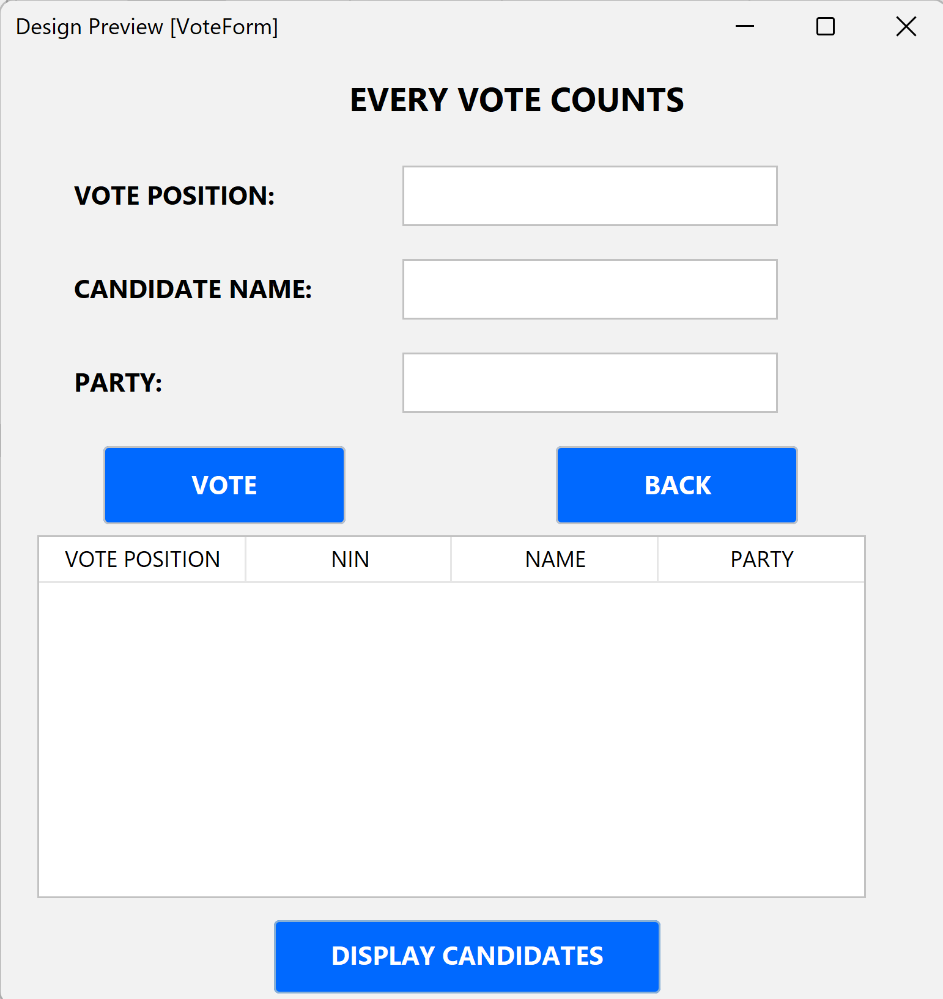 Design Preview [VoteForm]
EVERY VOTE COUNTS
VOTE POSITION:
CANDIDATE NAME:
PARTY:
VOTE BACK
VOTE POSITION NIN NAME PARTY
DISPLAY CANDIDATES